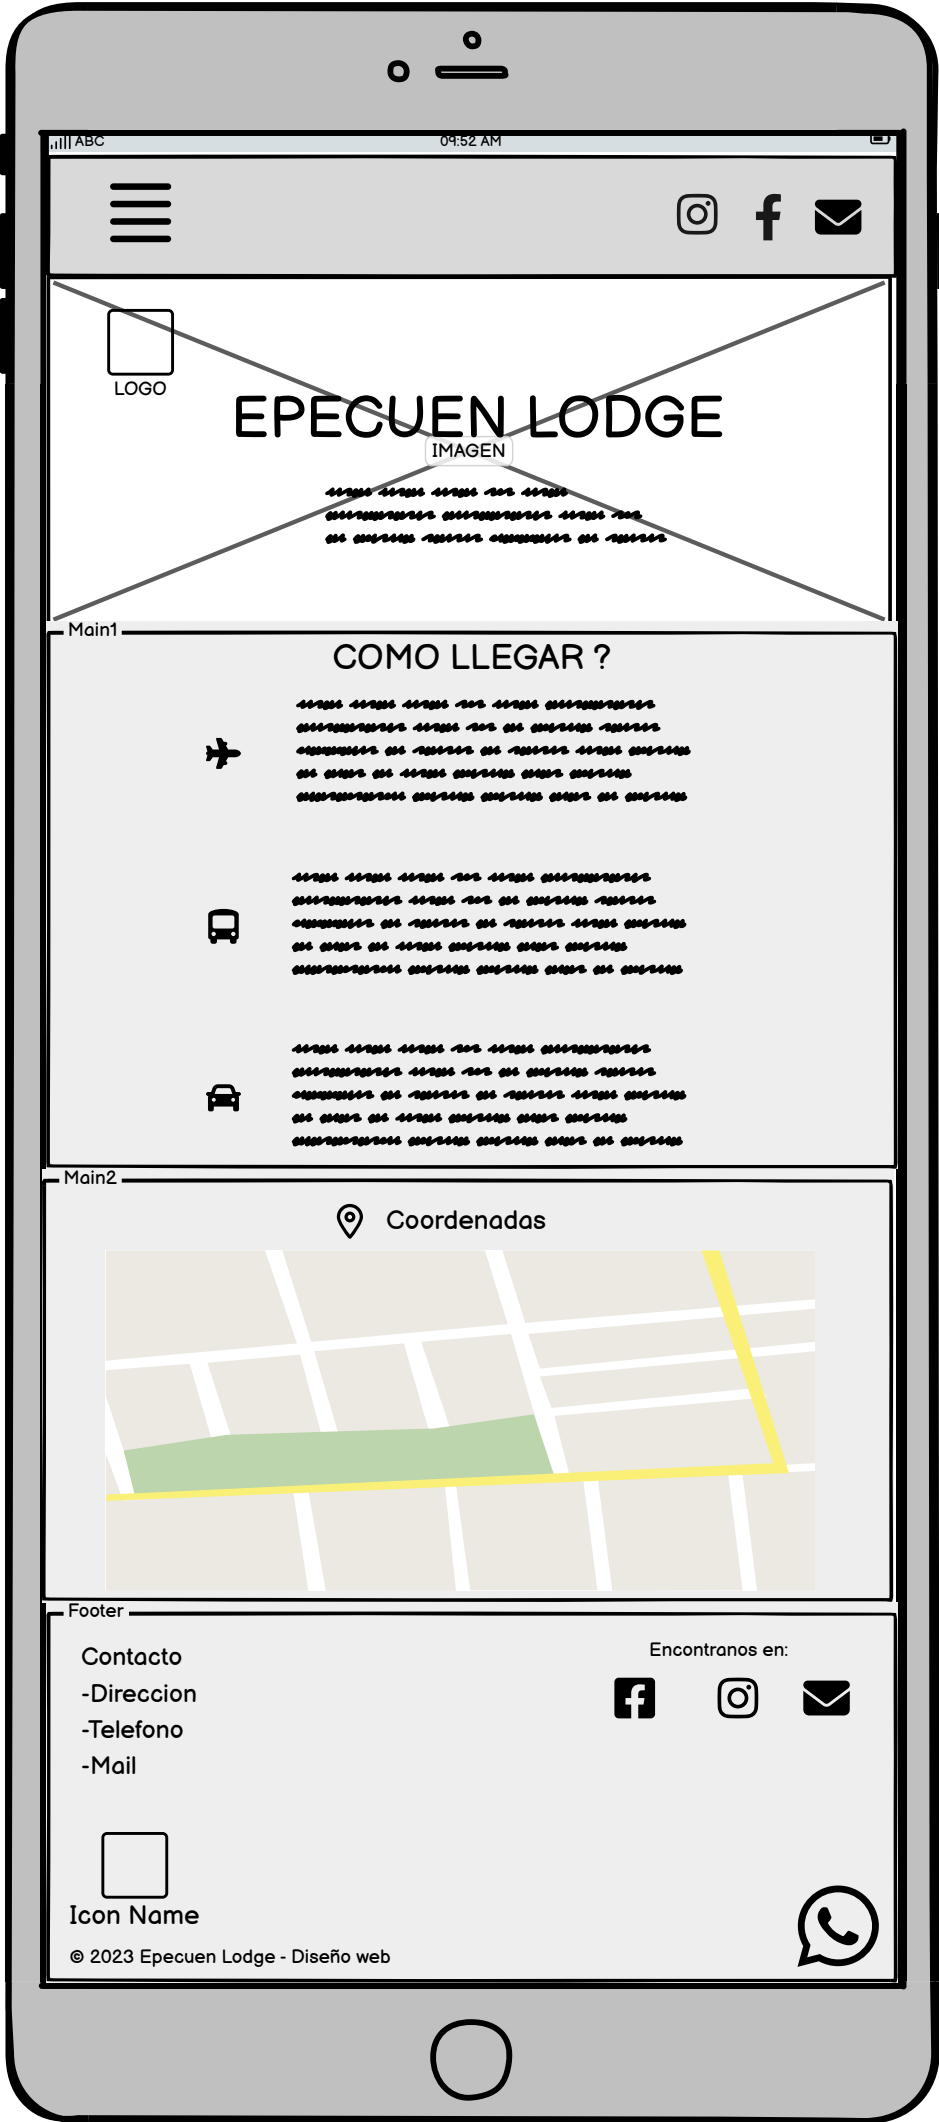 ABC
09:52 AM
LOGO
EPECUEN LODGE
IMAGEN
Main1
COMO LLEGAR ?
Main2
Coordenadas
Footer
Contacto
-Direccion
-Telefono
-Mail
Encontranos en:
Icon Name
© 2023 Epecuen Lodge - Diseño web